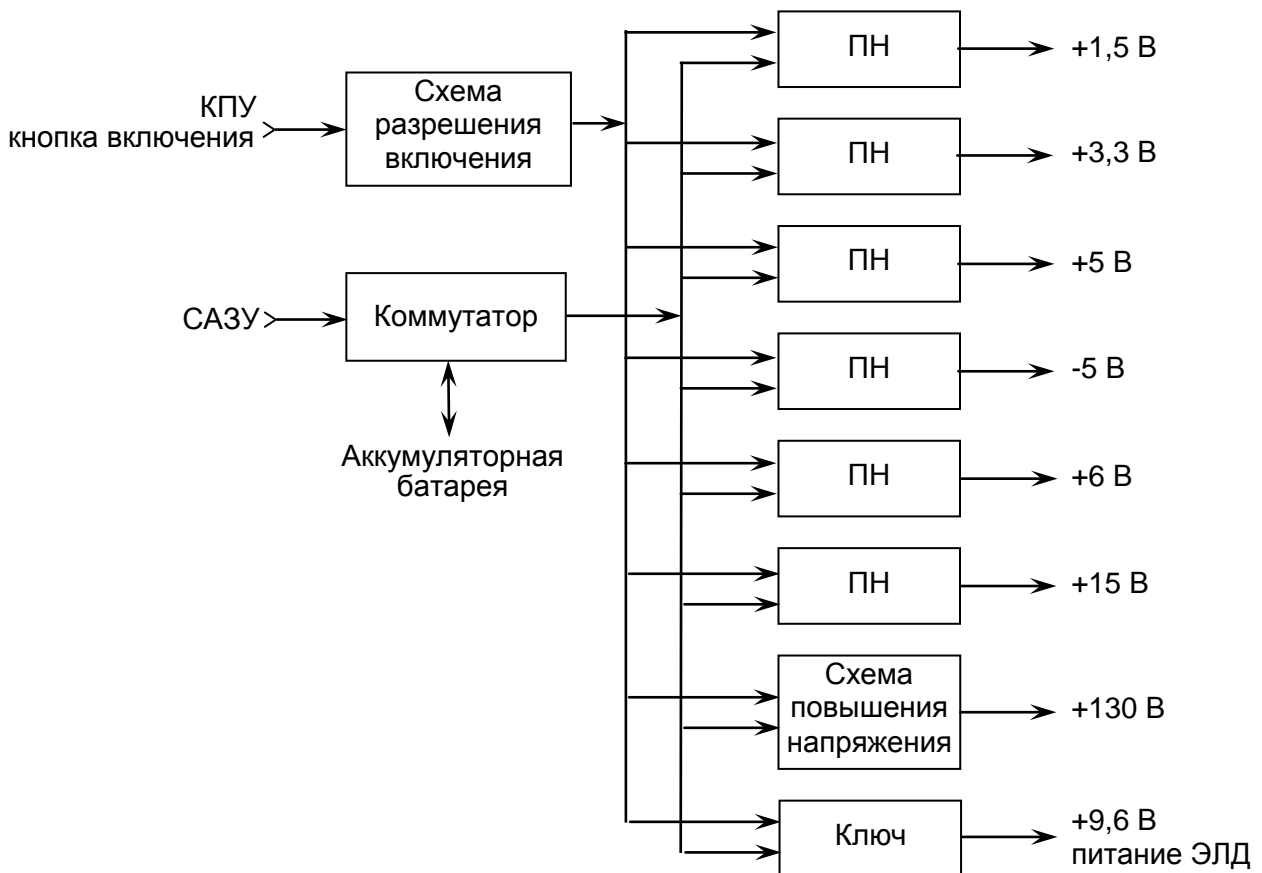 КПУ
кнопка включения
Схема
разрешения
включения
САЗУ
Коммутатор
Аккумуляторная
батарея
ПН
+1,5 В
ПН
+3,3 В
ПН
+5 В
ПН
-5 В
ПН
+6 В
ПН
+15 В
Схема
повышения
напряжения
+130 В
Ключ
+9,6 В
питание ЭЛД